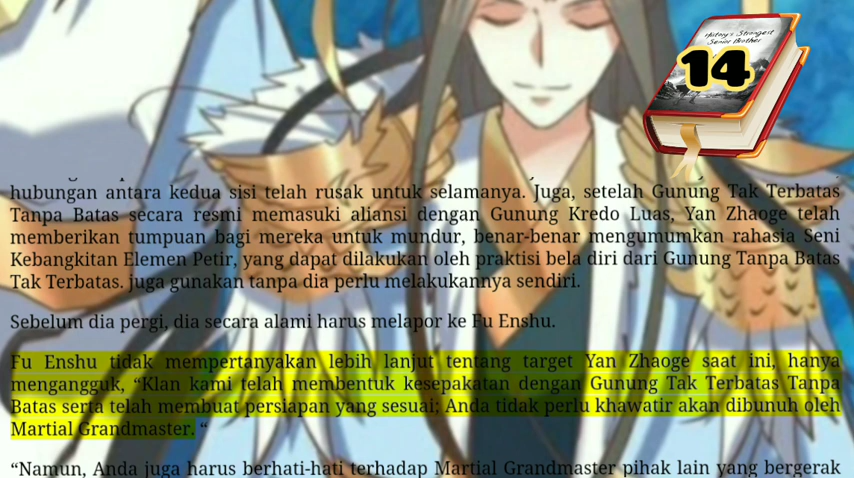 History's Strongest
Senior Brother
14
hubungan antara kedua sisi telah rusak untuk selamanya. Juga, setelah Gunung Tak Terbatas
Tanpa Batas secara resmi memasuki aliansi dengan Gunung Kredo Luas, Yan Zhaoge telah
memberikan tumpuan bagi mereka untuk mundur, benar-benar mengumumkan rahasia Seni
Kebangkitan Elemen Petir, yang dapat dilakukan oleh praktisi bela diri dari Gunung Tanpa Batas
Tak Terbatas. juga gunakan tanpa dia perlu melakukannya sendiri.
Sebelum dia pergi, dia secara alami harus melapor ke Fu Enshu.
Fu Enshu tidak mempertanyakan lebih lanjut tentang target Yan Zhaoge saat ini, hanya
mengangguk, “Klan kami telah membentuk kesepakatan dengan Gunung Tak Terbatas Tanpa
Batas serta telah membuat persiapan yang sesuai; Anda tidak perlu khawatir akan dibunuh oleh
Martial Grandmaster. “
“Namun, Anda juga harus berhati-hati terhadap Martial Grandmaster pihak lain yang bergerak